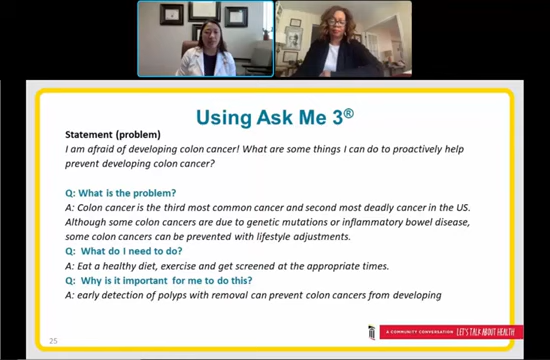 Using Ask Me 3®
Statement (problem)
I am afraid of developing colon cancer! What are some things I can do to proactively help
prevent developing colon cancer?
Q: What is the problem?
A: Colon cancer is the third most common cancer and second most deadly cancer in the US.
Although some colon cancers are due to genetic mutations or inflammatory bowel disease,
some colon cancers can be prevented with lifestyle adjustments.
Q: What do I need to do?
A: Eat a healthy diet, exercise and get screened at the appropriate times.
Q: Why is it important for me to do this?
A: early detection of polyps with removal can prevent colon cancers from developing
25
A COMMUNITY CONVERSATION LET'S TALK ABOUT HEALTH